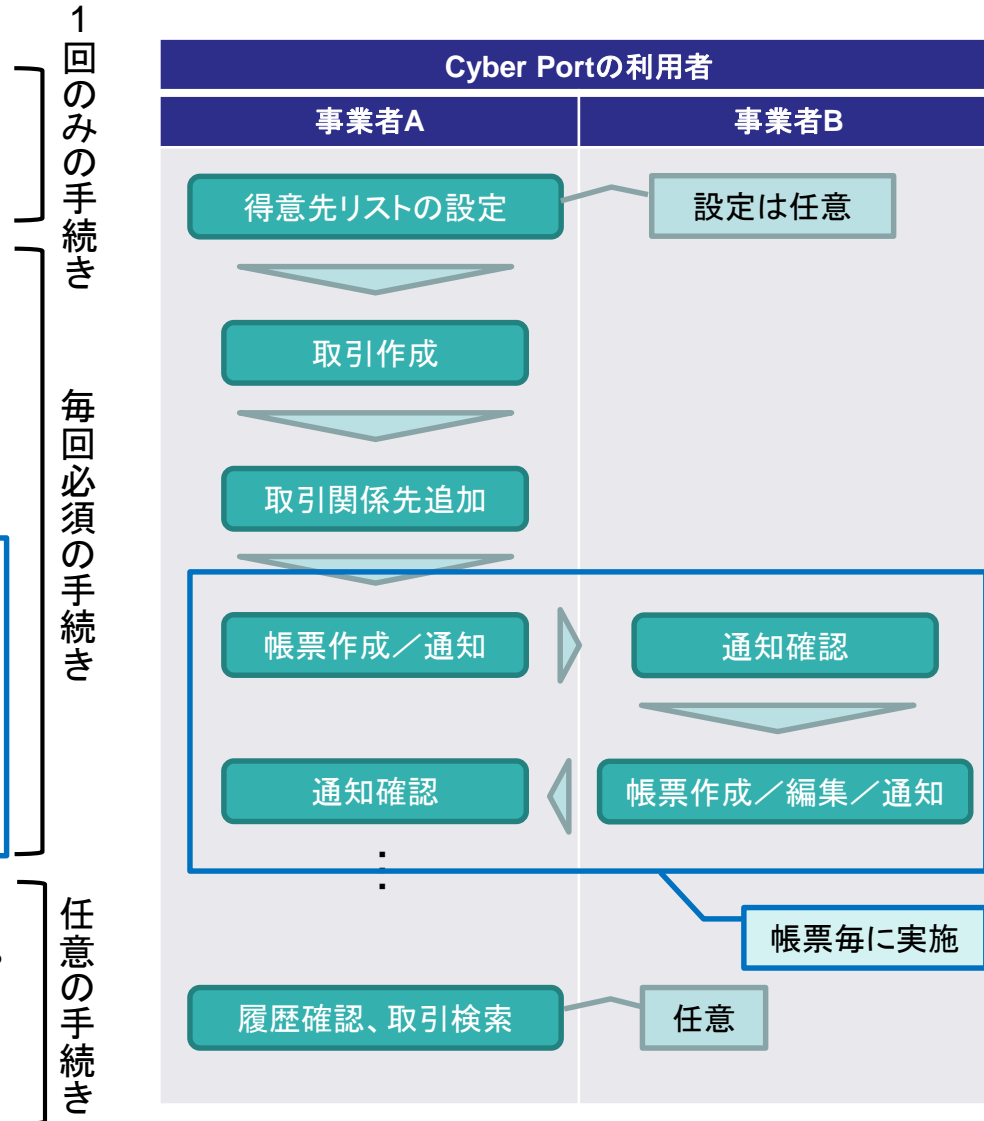 1回のみの手続き
毎回必須の手続き
任意の手続き
Cyber Portの利用者
事業者A
事業者B
得意先リストの設定
設定は任意
取引作成
取引関係先追加
帳票作成／通知
通知確認
通知確認
帳票作成／編集／通知
帳票毎に実施
履歴確認、取引検索
任意